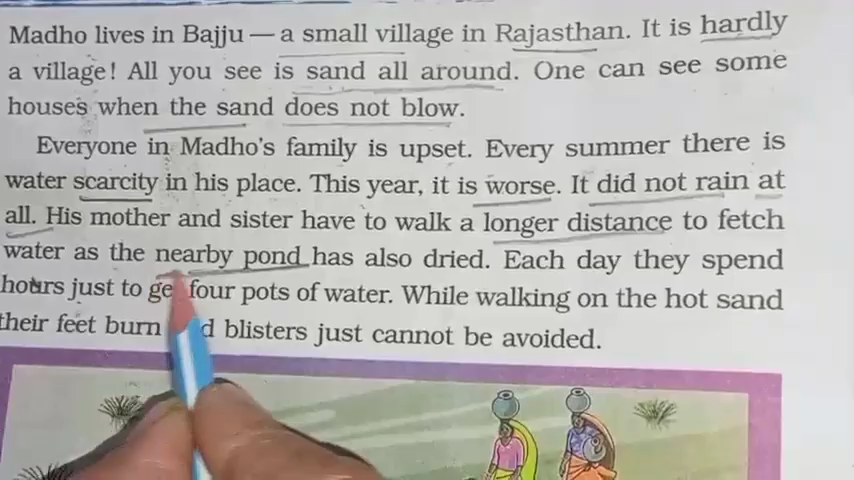 Madho lives in Bajju — a small village in Rajasthan. It is hardly
a village! All you see is sand all around. One can see some
houses when the sand does not blow.
Everyone in Madho's family is upset. Every summer there is
water scarcity in his place. This year, it is worse. It did not rain at
all. His mother and sister have to walk a longer distance to fetch
water as the nearby pond has also dried. Each day they spend
hours just to ge four pots of water. While walking on the hot sand
their feet burn d blisters just cannot be avoided.